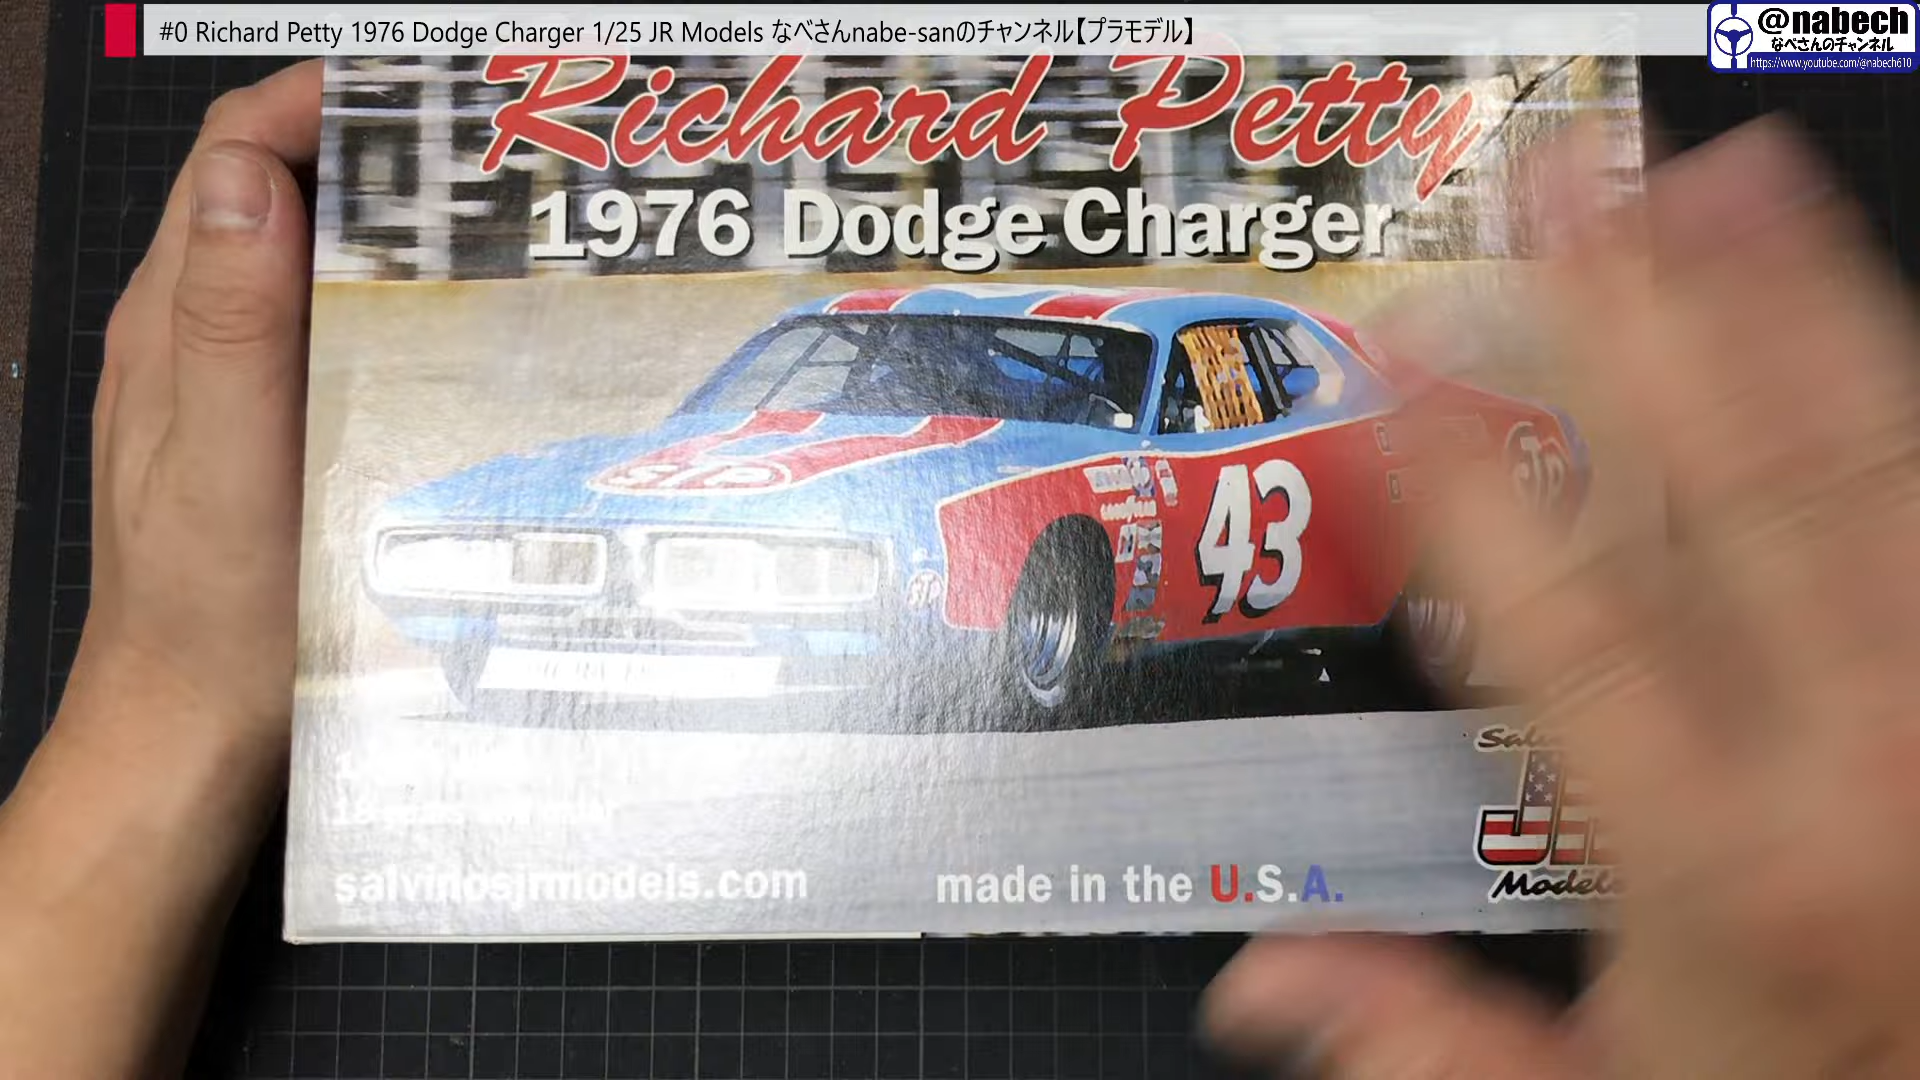 #0 Richard Petty 1976 Dodge Charger 1/25 JR Models なべさんnabe-sanのチャンネル【プラモデル】
@nabech
なべさんのチャンネル
https://www.youtube.com/@nabech610
Richard Petty
1976 Dodge Charger
STP
43
STP
STP
salvinosjrmodels.com
made in the U.S.A.
Models